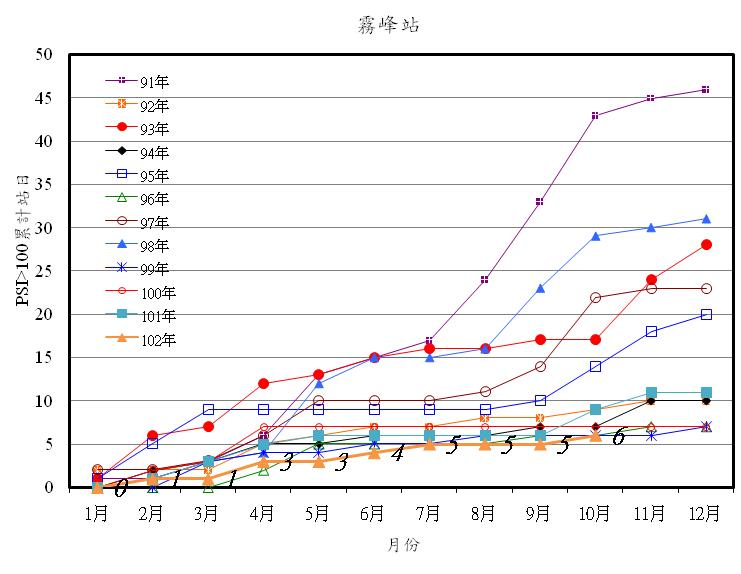 霧峰站
PSI>100累計站日
50
45
40
35
30
25
20
15
10
5
0
91年
92年
93年
94年
95年
96年
97年
98年
99年
100年
101年
102年
0 1 1 3 3 4 5 5 5 6
1月 2月 3月 4月 5月 6月 7月 8月 9月 10月 11月 12月
月份